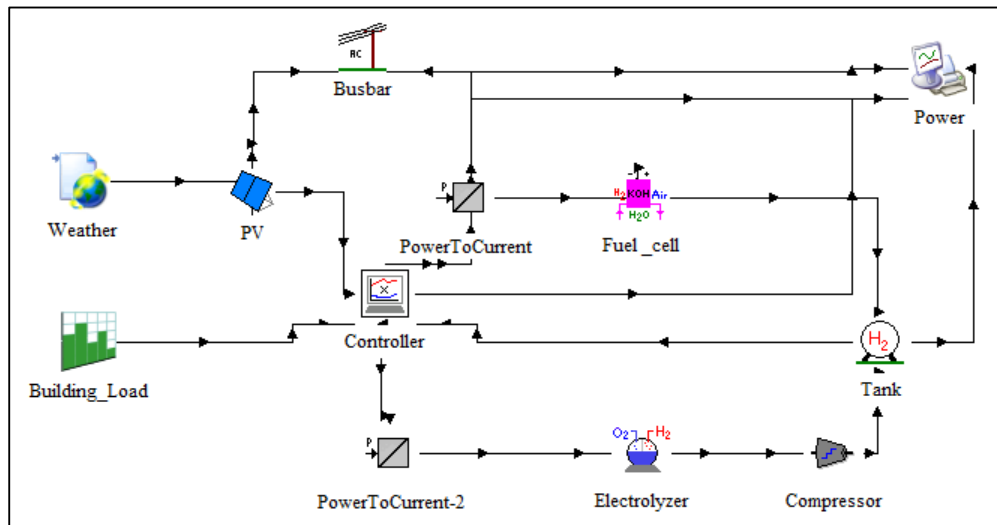 AC
Busbar
Power
Weather
PV
P
PowerToCurrent
H₂ KOH Air
H₂O
- +
Fuel _cell
Controller
Building_Load
H₂
Tank
P
PowerToCurrent-2
O₂ H₂
Electrolyzer
Compressor